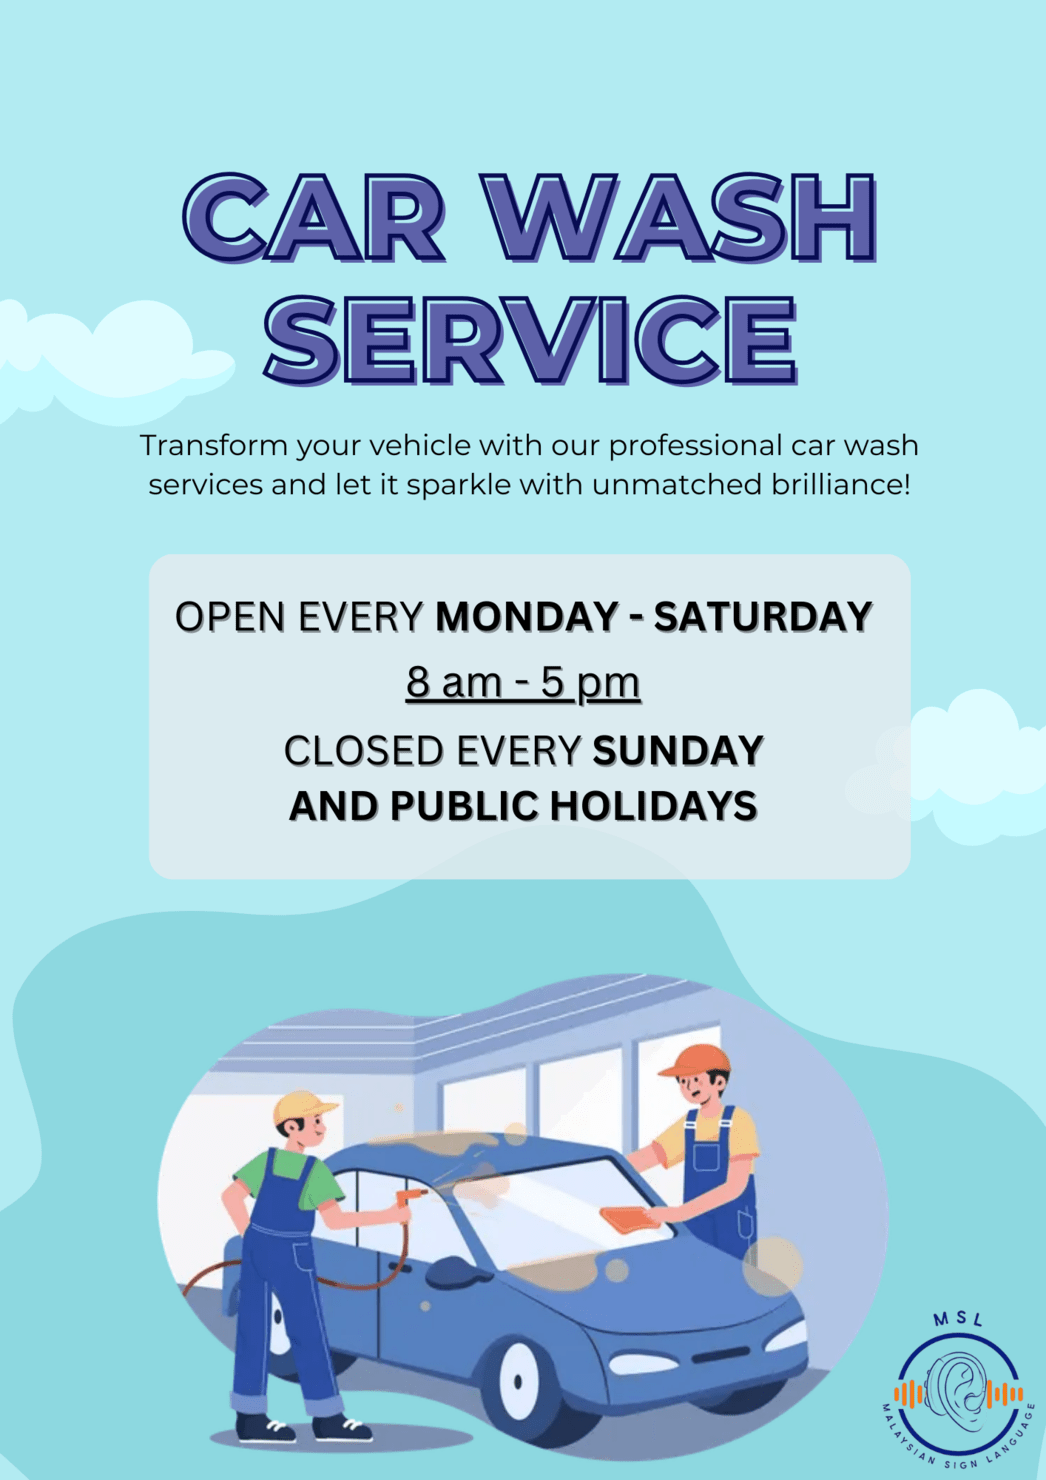 CAR WASH
SERVICE
Transform your vehicle with our professional car wash
services and let it sparkle with unmatched brilliance!
OPEN EVERY MONDAY - SATURDAY
8 am - 5 pm
CLOSED EVERY SUNDAY
AND PUBLIC HOLIDAYS
MSL
MALAYSIAN SIGN LANGUAGE